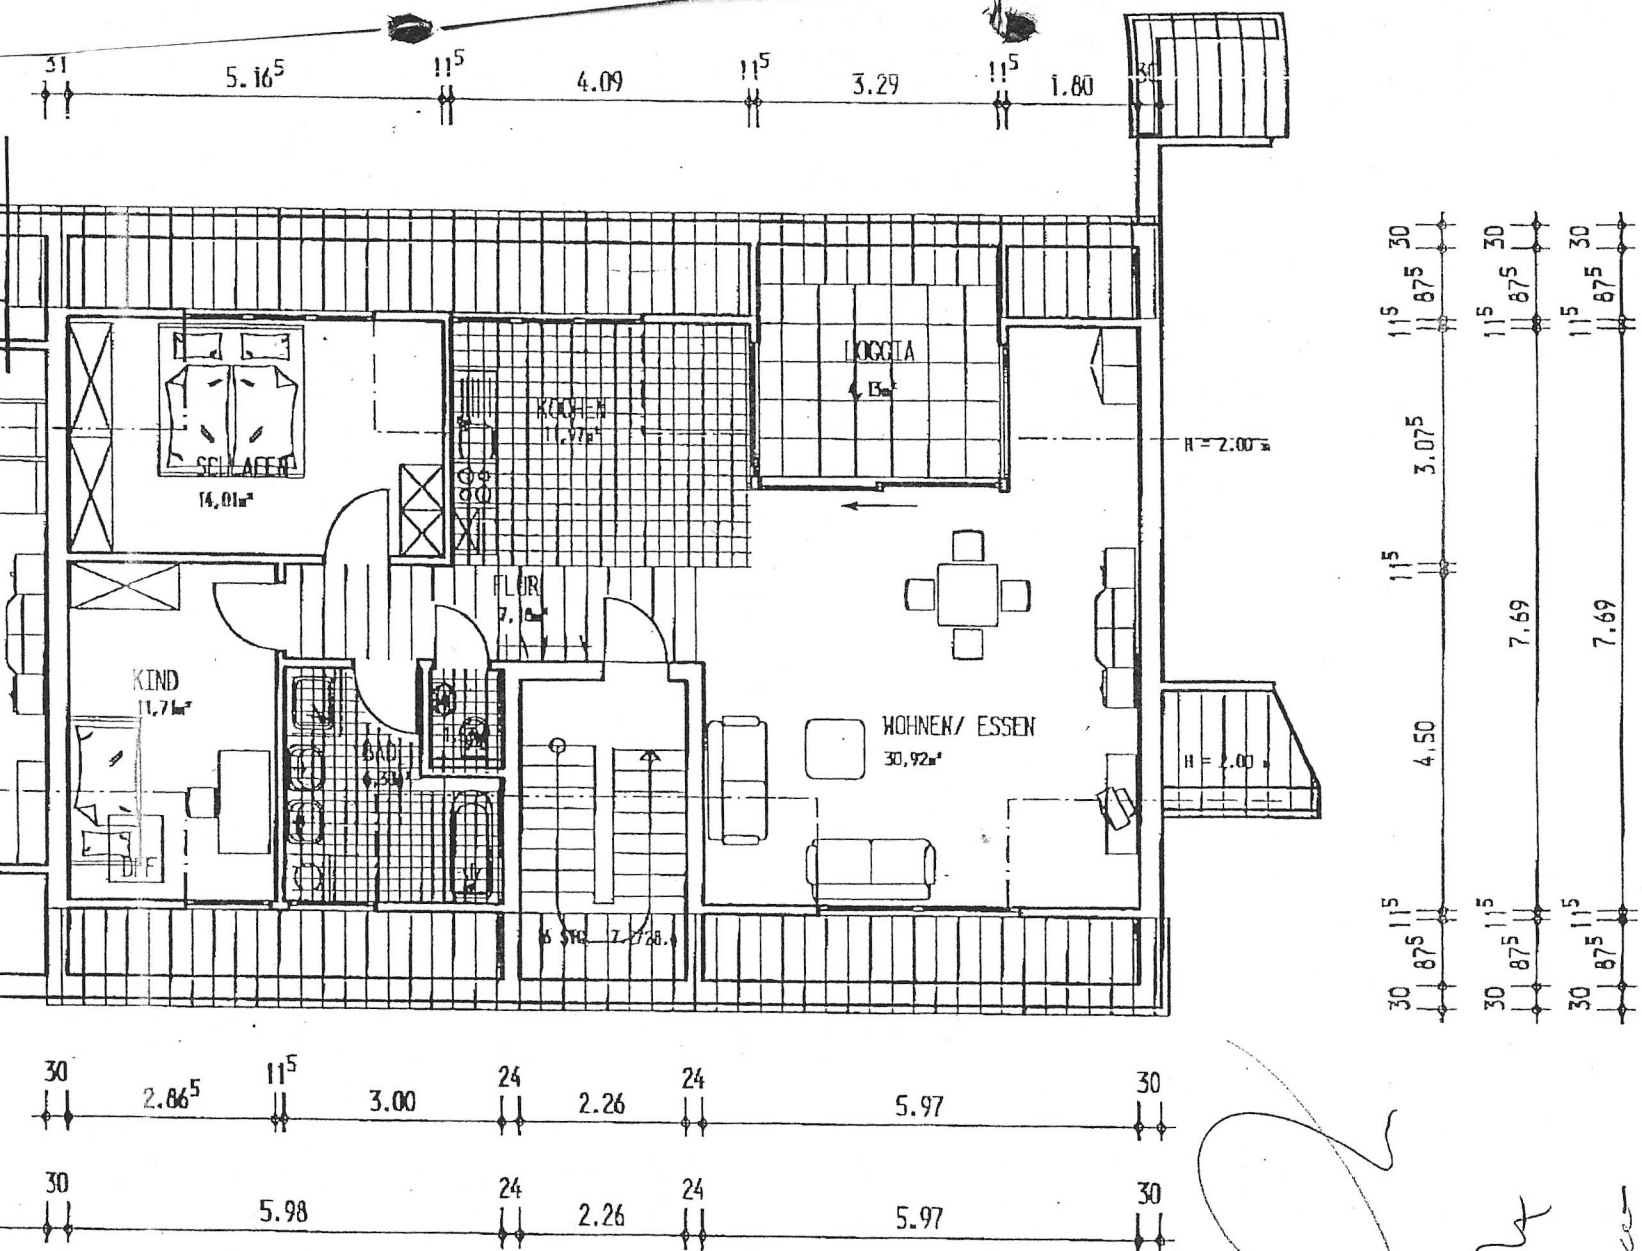 31 5.16⁵ 11⁵ 4.09 11⁵ 3.29 11⁵ 1.80 30
LOGGIA
KOCHEN
11,97m²
SCHLAFEN
14,01m²
H = 2.00 m
FLUR
KIND
11,71m²
WOHNEN/ ESSEN
30,92m²
BAD
H = 2.00 m
30 87⁵ 11⁵ 3.07⁵ 11⁵ 4.50 11⁵ 87⁵ 30
30 87⁵ 11⁵ 7.69 11⁵ 87⁵ 30
30 87⁵ 11⁵ 7.69 11⁵ 87⁵ 30
30 2.86⁵ 11⁵ 3.00 24 2.26 24 5.97 30
30 5.98 24 2.26 24 5.97 30